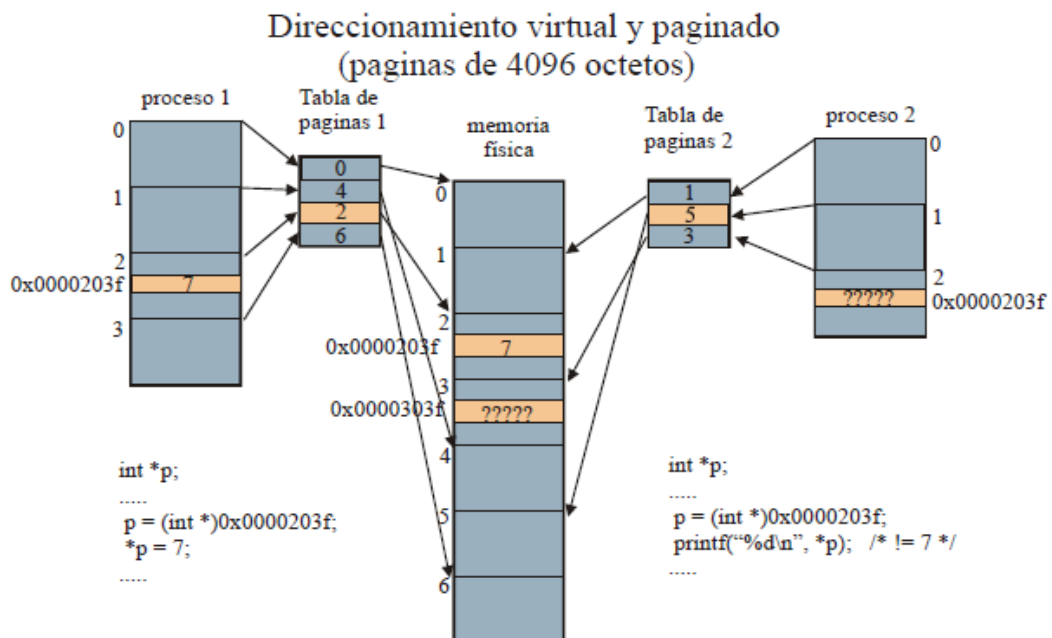 Direccionamiento virtual y paginado
(paginas de 4096 octetos)
proceso 1
Tabla de
paginas 1
memoria
física
Tabla de
paginas 2
proceso 2
0
1
2
0x0000203f
7
3
0
4
2
6
0
1
2
0x0000203f
7
3
0x0000303f
?????
4
5
6
1
5
3
0
1
2
?????
0x0000203f
int *p;
.....
p = (int *)0x0000203f;
*p = 7;
.....
int *p;
.....
p = (int *)0x0000203f;
printf(“%d\n”, *p); /* != 7 */
.....